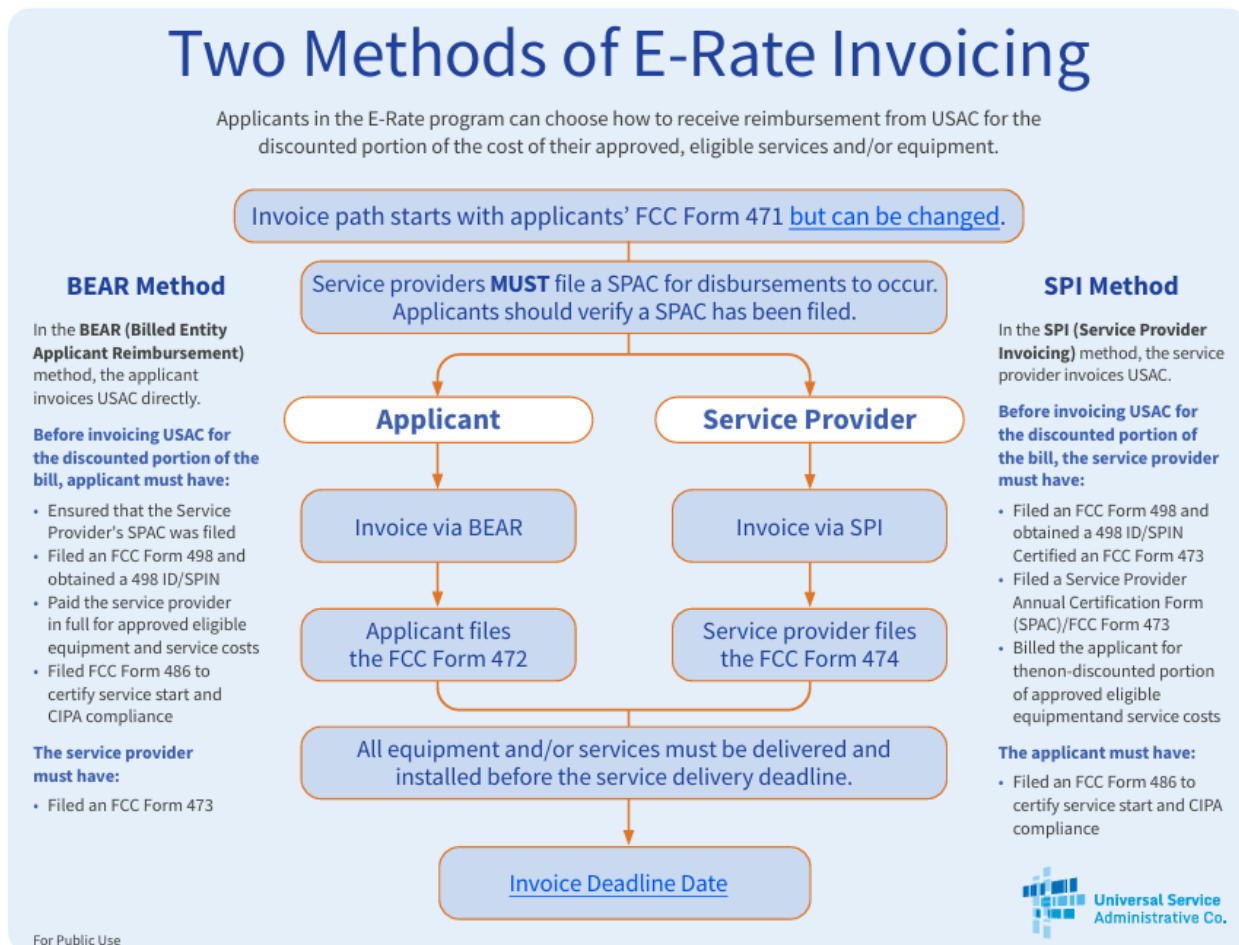 Two Methods of E-Rate Invoicing
Applicants in the E-Rate program can choose how to receive reimbursement from USAC for the
discounted portion of the cost of their approved, eligible services and/or equipment.
Invoice path starts with applicants’ FCC Form 471 but can be changed.
Service providers MUST file a SPAC for disbursements to occur.
Applicants should verify a SPAC has been filed.
BEAR Method
In the BEAR (Billed Entity
Applicant Reimbursement)
method, the applicant
invoices USAC directly.
Before invoicing USAC for
the discounted portion of the
bill, applicant must have:
• Ensured that the Service
Provider's SPAC was filed
• Filed an FCC Form 498 and
obtained a 498 ID/SPIN
• Paid the service provider
in full for approved eligible
equipment and service costs
• Filed FCC Form 486 to
certify service start and
CIPA compliance
The service provider
must have:
• Filed an FCC Form 473
Applicant
Invoice via BEAR
Applicant files
the FCC Form 472
Service Provider
Invoice via SPI
Service provider files
the FCC Form 474
All equipment and/or services must be delivered and
installed before the service delivery deadline.
Invoice Deadline Date
SPI Method
In the SPI (Service Provider
Invoicing) method, the service
provider invoices USAC.
Before invoicing USAC for
the discounted portion of
the bill, the service provider
must have:
• Filed an FCC Form 498 and
obtained a 498 ID/SPIN
Certified an FCC Form 473
• Filed a Service Provider
Annual Certification Form
(SPAC)/FCC Form 473
• Billed the applicant for
thenon-discounted portion
of approved eligible
equipmentand service costs
The applicant must have:
• Filed an FCC Form 486 to
certify service start and CIPA
compliance
Universal Service
Administrative Co.
For Public Use